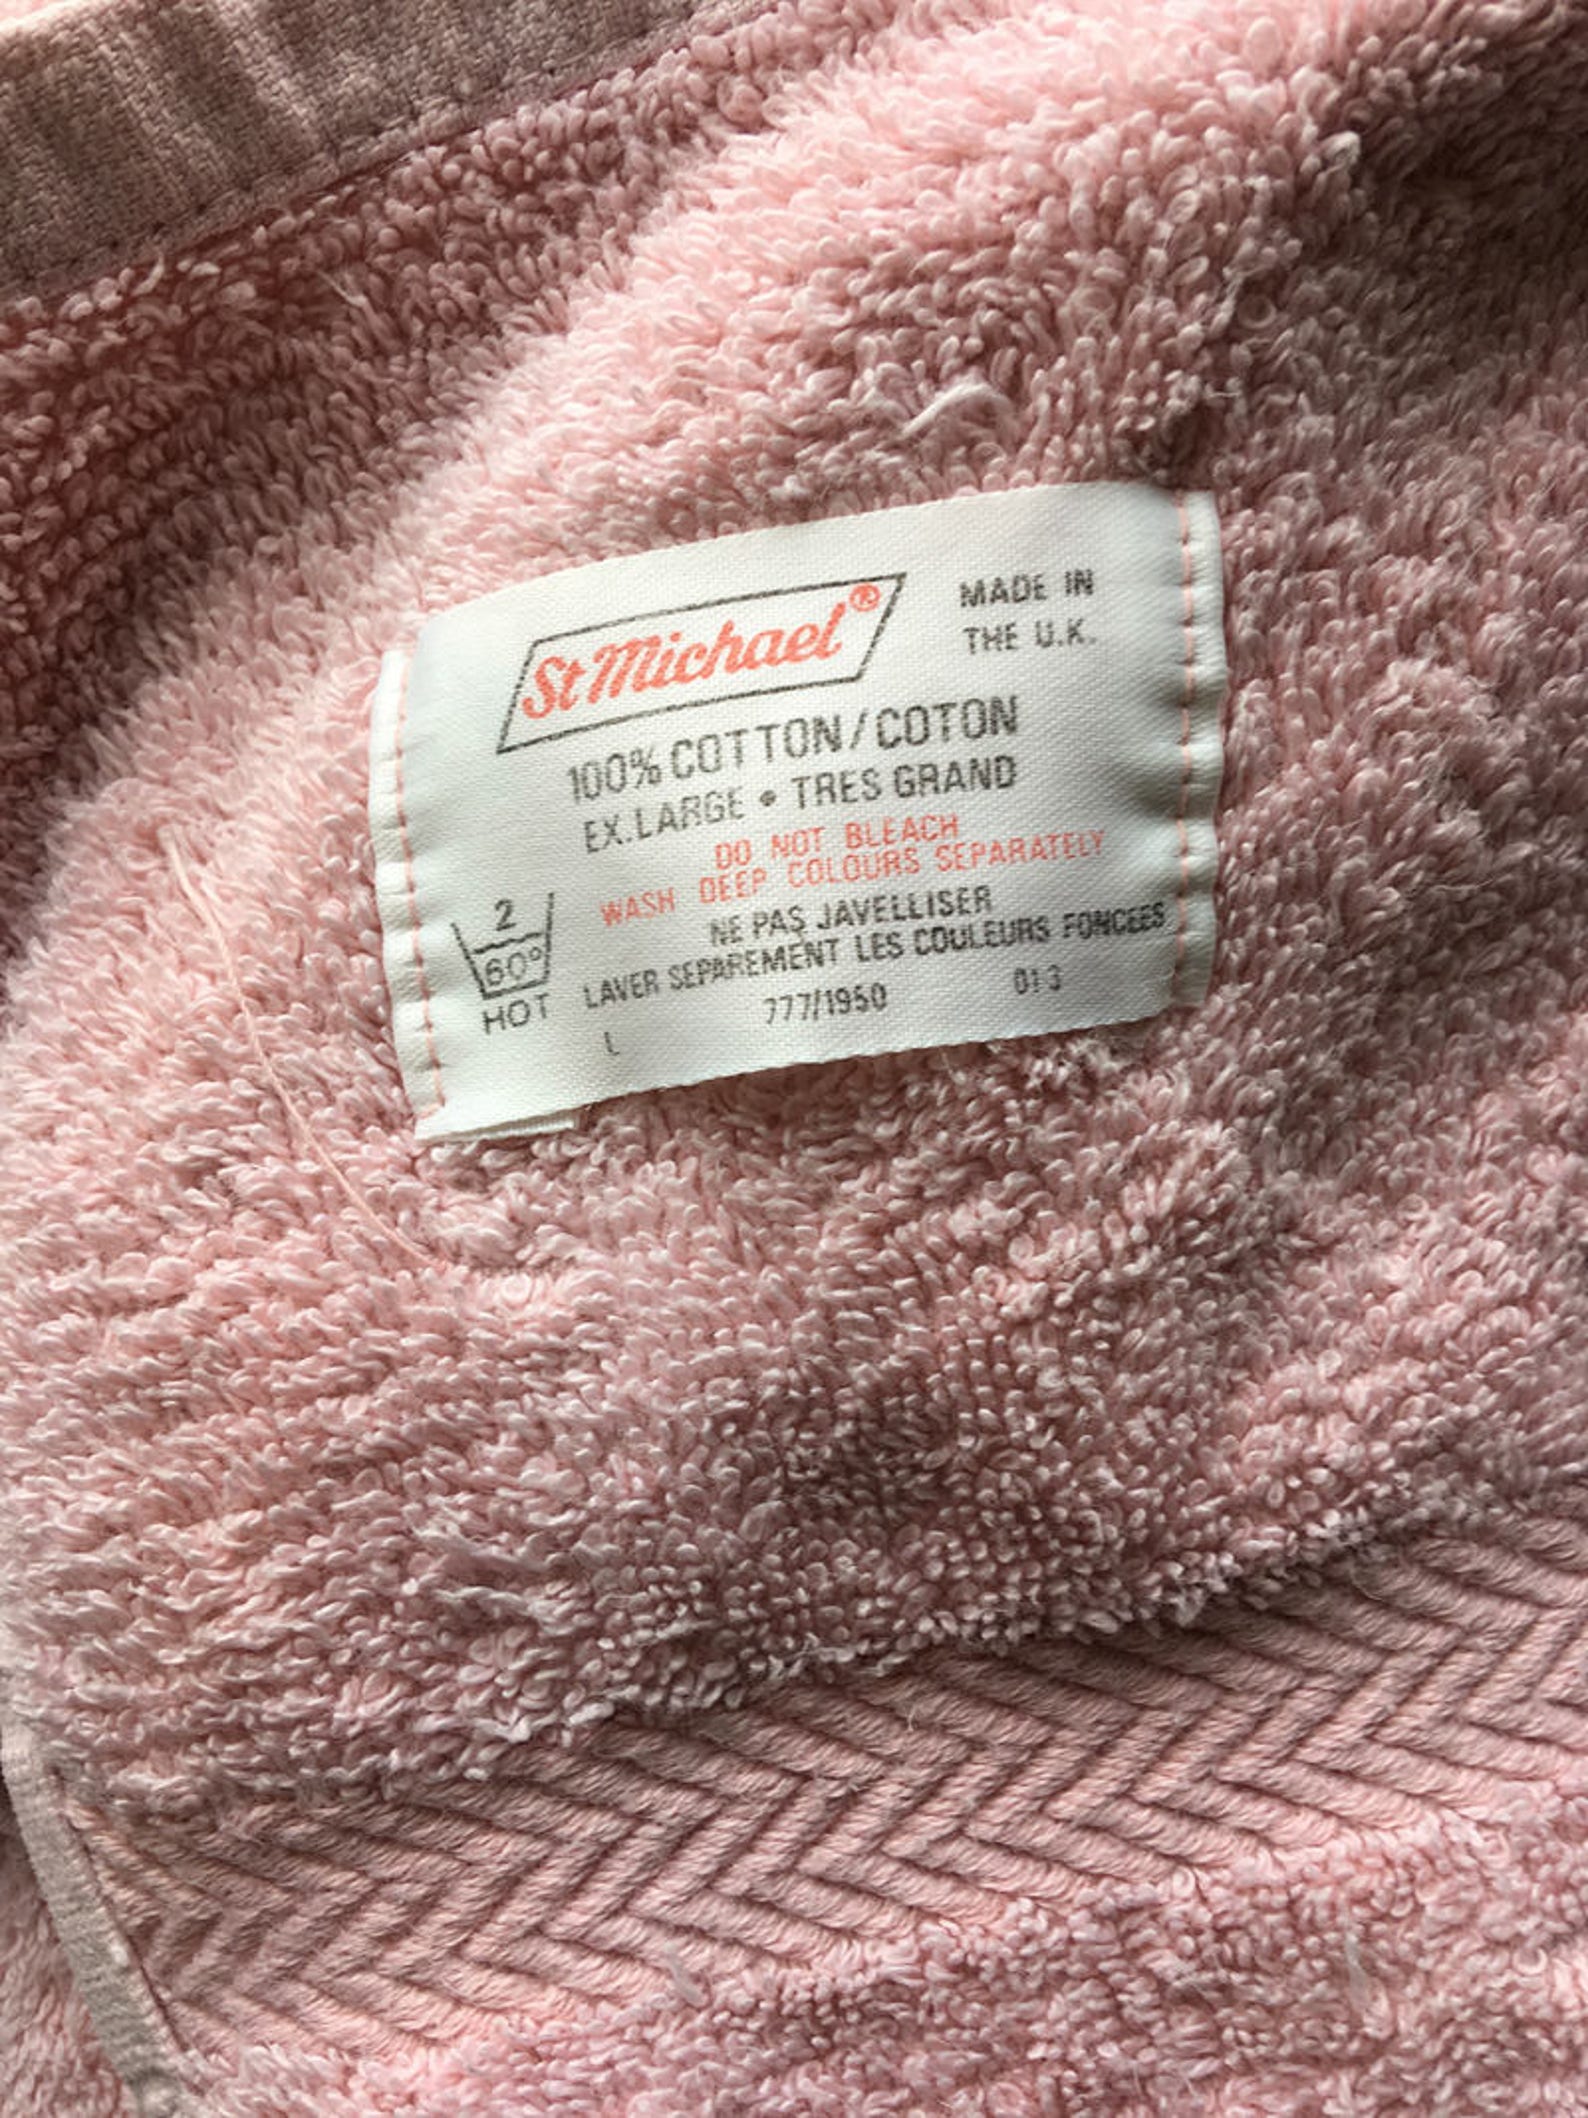 St Michael®
MADE IN
THE U.K.
100% COTTON/COTON
EX.LARGE • TRES GRAND
DO NOT BLEACH
WASH DEEP COLOURS SEPARATELY
NE PAS JAVELLISER
LAVER SEPAREMENT LES COULEURS FONCEES
2
60°
HOT
777/1950
013
L